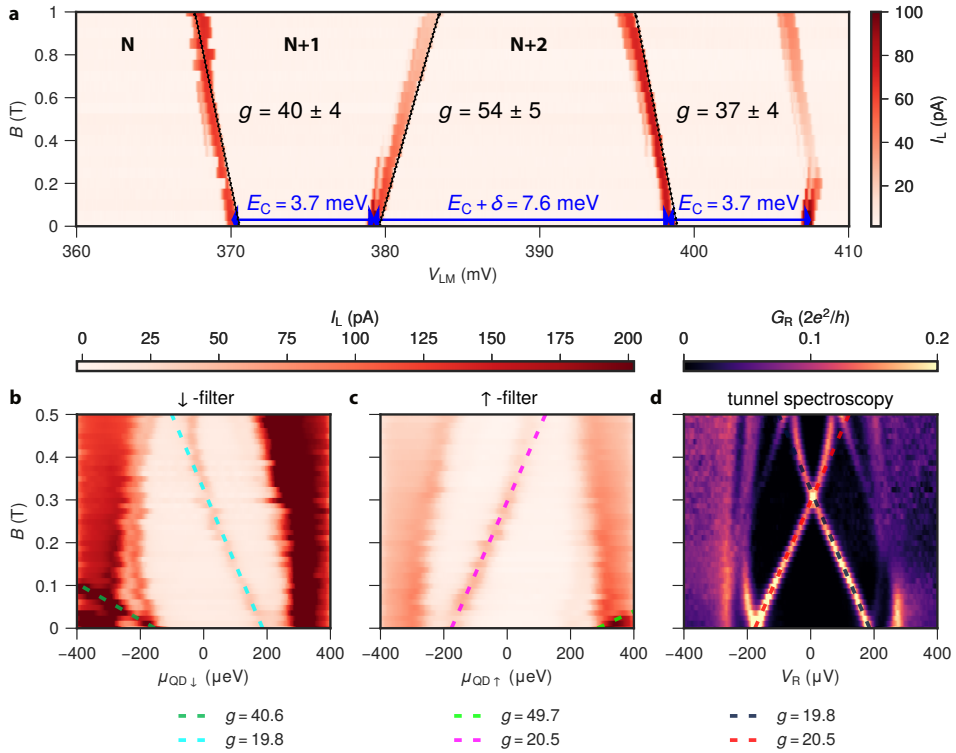 a
N
N+1
N+2
g = 40 ± 4
g = 54 ± 5
g = 37 ± 4
E_C = 3.7 meV
E_C + δ = 7.6 meV
E_C = 3.7 meV
B (T)
1
0.8
0.6
0.4
0.2
0
360
370
380
390
400
410
V_LM (mV)
100
80
60
40
20
I_L (pA)
I_L (pA)
0
25
50
75
100
125
150
175
200
G_R (2e²/h)
0
0.1
0.2
b
↓ -filter
B (T)
0.5
0.4
0.3
0.2
0.1
0
−400
−200
0
200
400
μ_QD↓ (μeV)
g = 40.6
g = 19.8
c
↑ -filter
−400
−200
0
200
400
μ_QD↑ (μeV)
g = 49.7
g = 20.5
d
tunnel spectroscopy
−400
−200
0
200
400
V_R (μV)
g = 19.8
g = 20.5